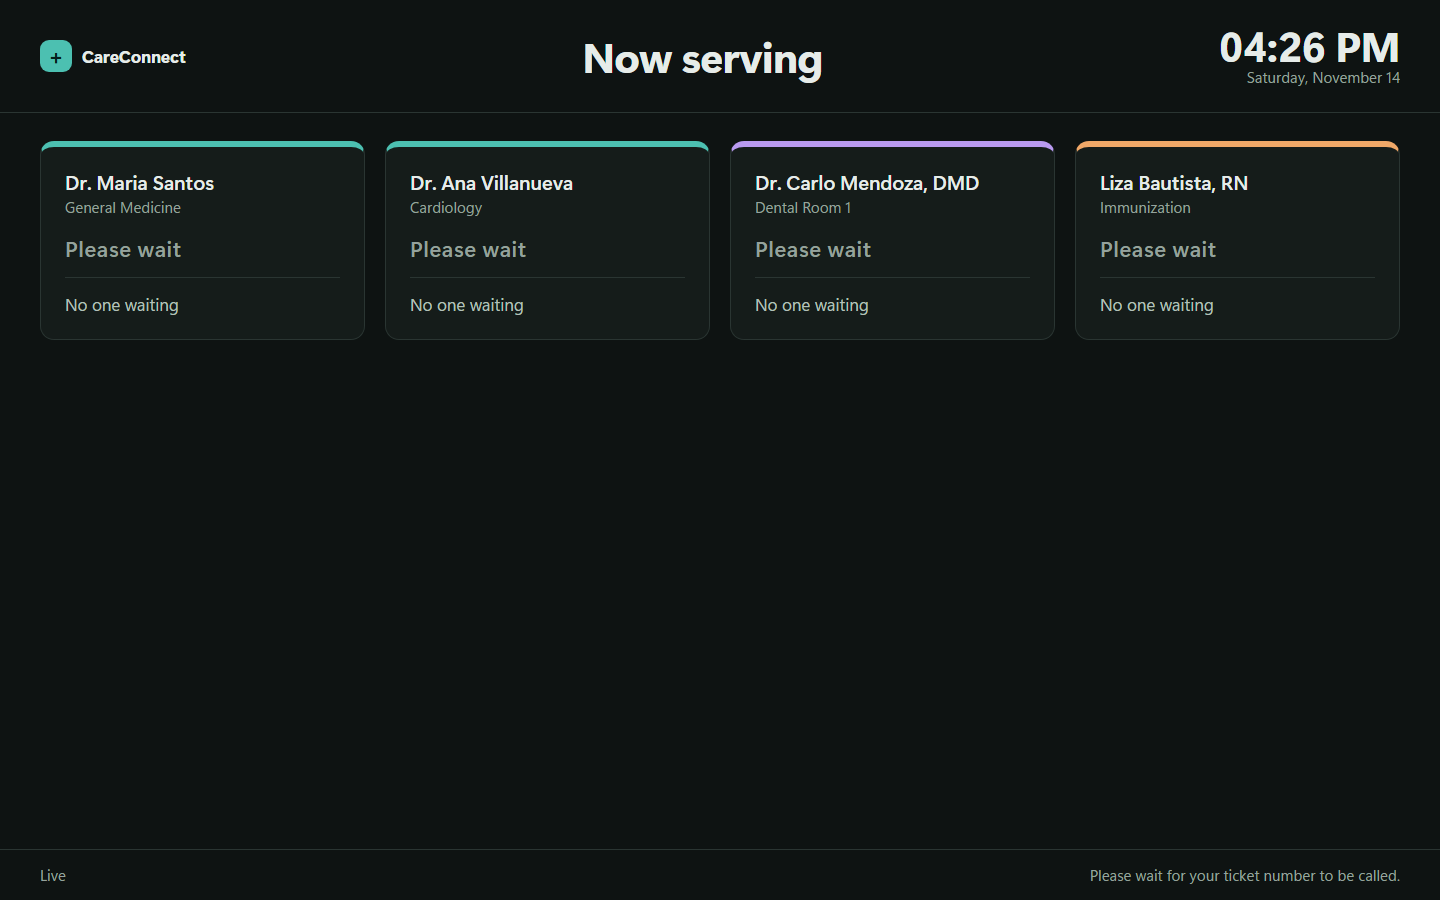 + CareConnect
Now serving
04:26 PM
Saturday, November 14
Dr. Maria Santos
General Medicine
Please wait
No one waiting
Dr. Ana Villanueva
Cardiology
Please wait
No one waiting
Dr. Carlo Mendoza, DMD
Dental Room 1
Please wait
No one waiting
Liza Bautista, RN
Immunization
Please wait
No one waiting
Live
Please wait for your ticket number to be called.